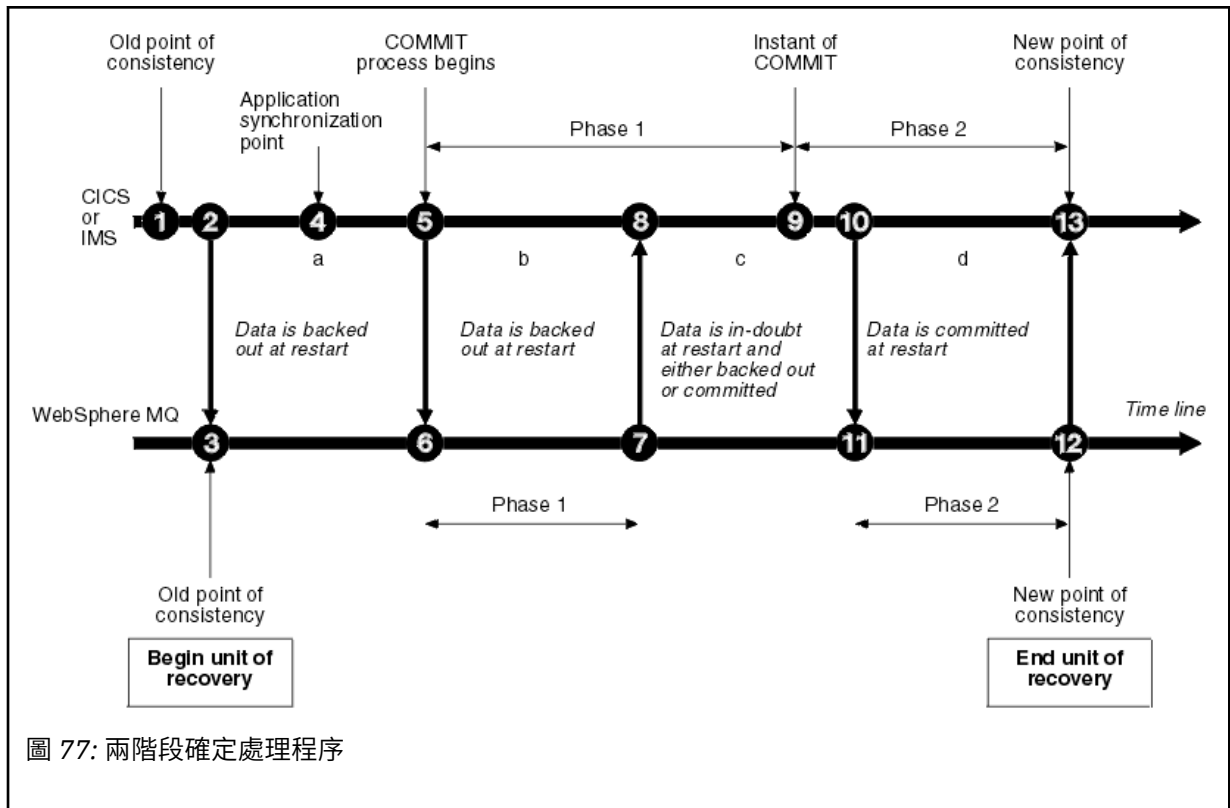 Old point of
consistency
COMMIT
process begins
Instant of
COMMIT
New point of
consistency
Application
synchronization
point
Phase 1
Phase 2
CICS
or
IMS
1
2
4
5
8
9
10
13
a
b
c
d
Data is backed
out at restart
Data is backed
out at restart
Data is in-doubt
at restart and
either backed out
or committed
Data is committed
at restart
WebSphere MQ
Time line
3
6
7
11
12
Phase 1
Phase 2
Old point of
consistency
New point of
consistency
Begin unit of
recovery
End unit of
recovery
圖 77: 兩階段確定處理程序